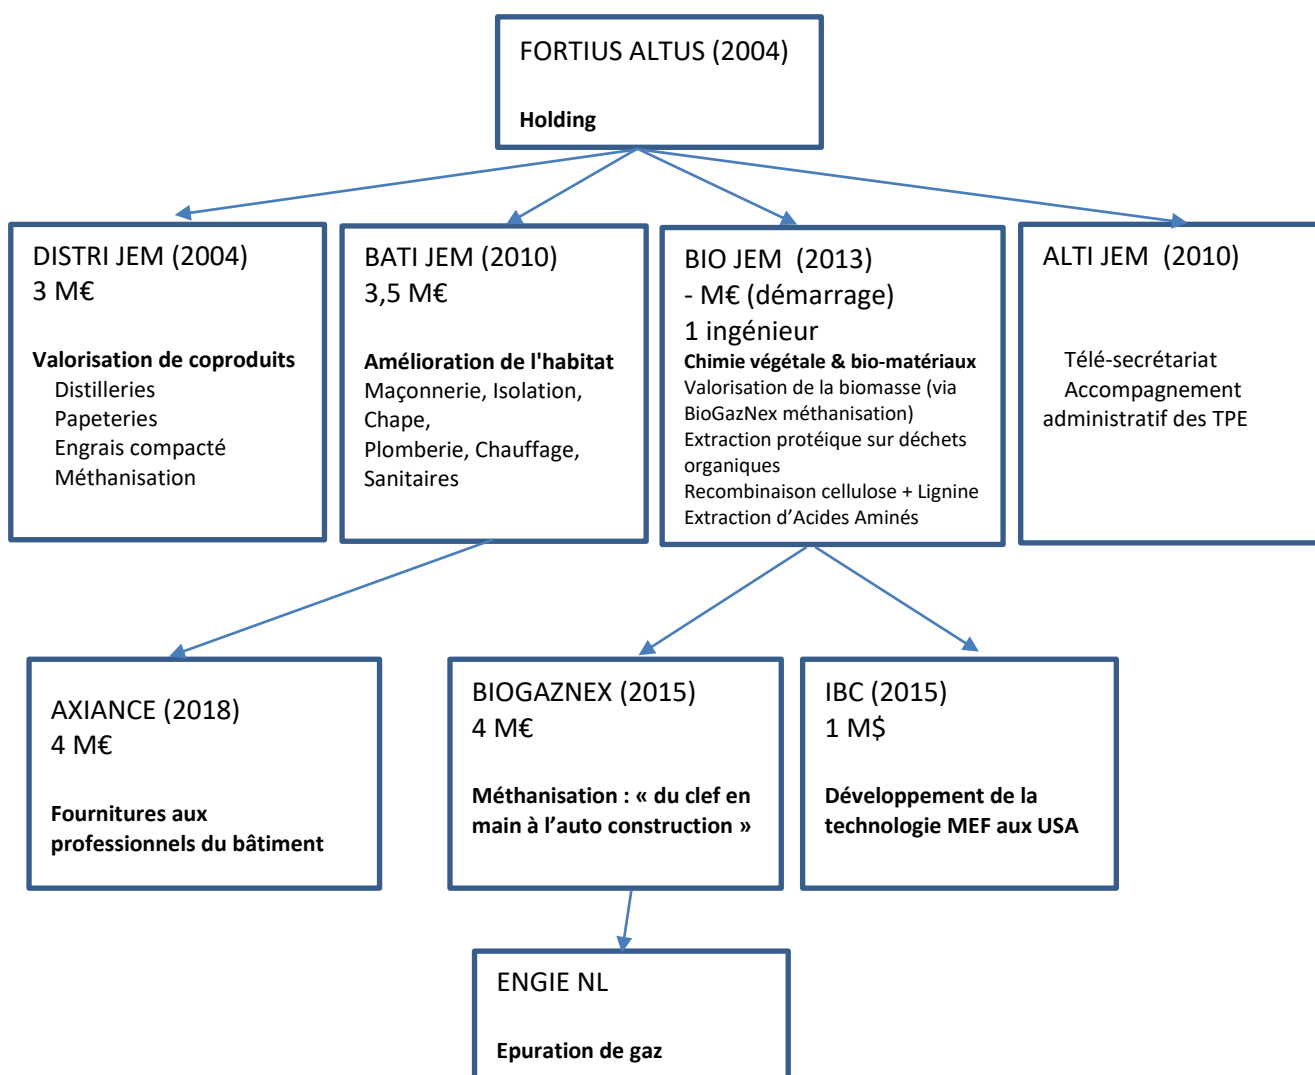 FORTIUS ALTUS (2004)
Holding
DISTRI JEM (2004)
3 M€
Valorisation de coproduits
Distilleries
Papeteries
Engrais compacté
Méthanisation
BATI JEM (2010)
3,5 M€
Amélioration de l'habitat
Maçonnerie, Isolation,
Chape,
Plomberie, Chauffage,
Sanitaires
BIO JEM (2013)
- M€ (démarrage)
1 ingénieur
Chimie végétale & bio-matériaux
Valorisation de la biomasse (via
BioGazNex méthanisation)
Extraction protéique sur déchets
organiques
Recombinaison cellulose + Lignine
Extraction d’Acides Aminés
ALTI JEM (2010)
Télé-secrétariat
Accompagnement
administratif des TPE
AXIANCE (2018)
4 M€
Fournitures aux
professionnels du bâtiment
BIOGAZNEX (2015)
4 M€
Méthanisation : « du clef en
main à l’auto construction »
IBC (2015)
1 M$
Développement de la
technologie MEF aux USA
ENGIE NL
Epuration de gaz